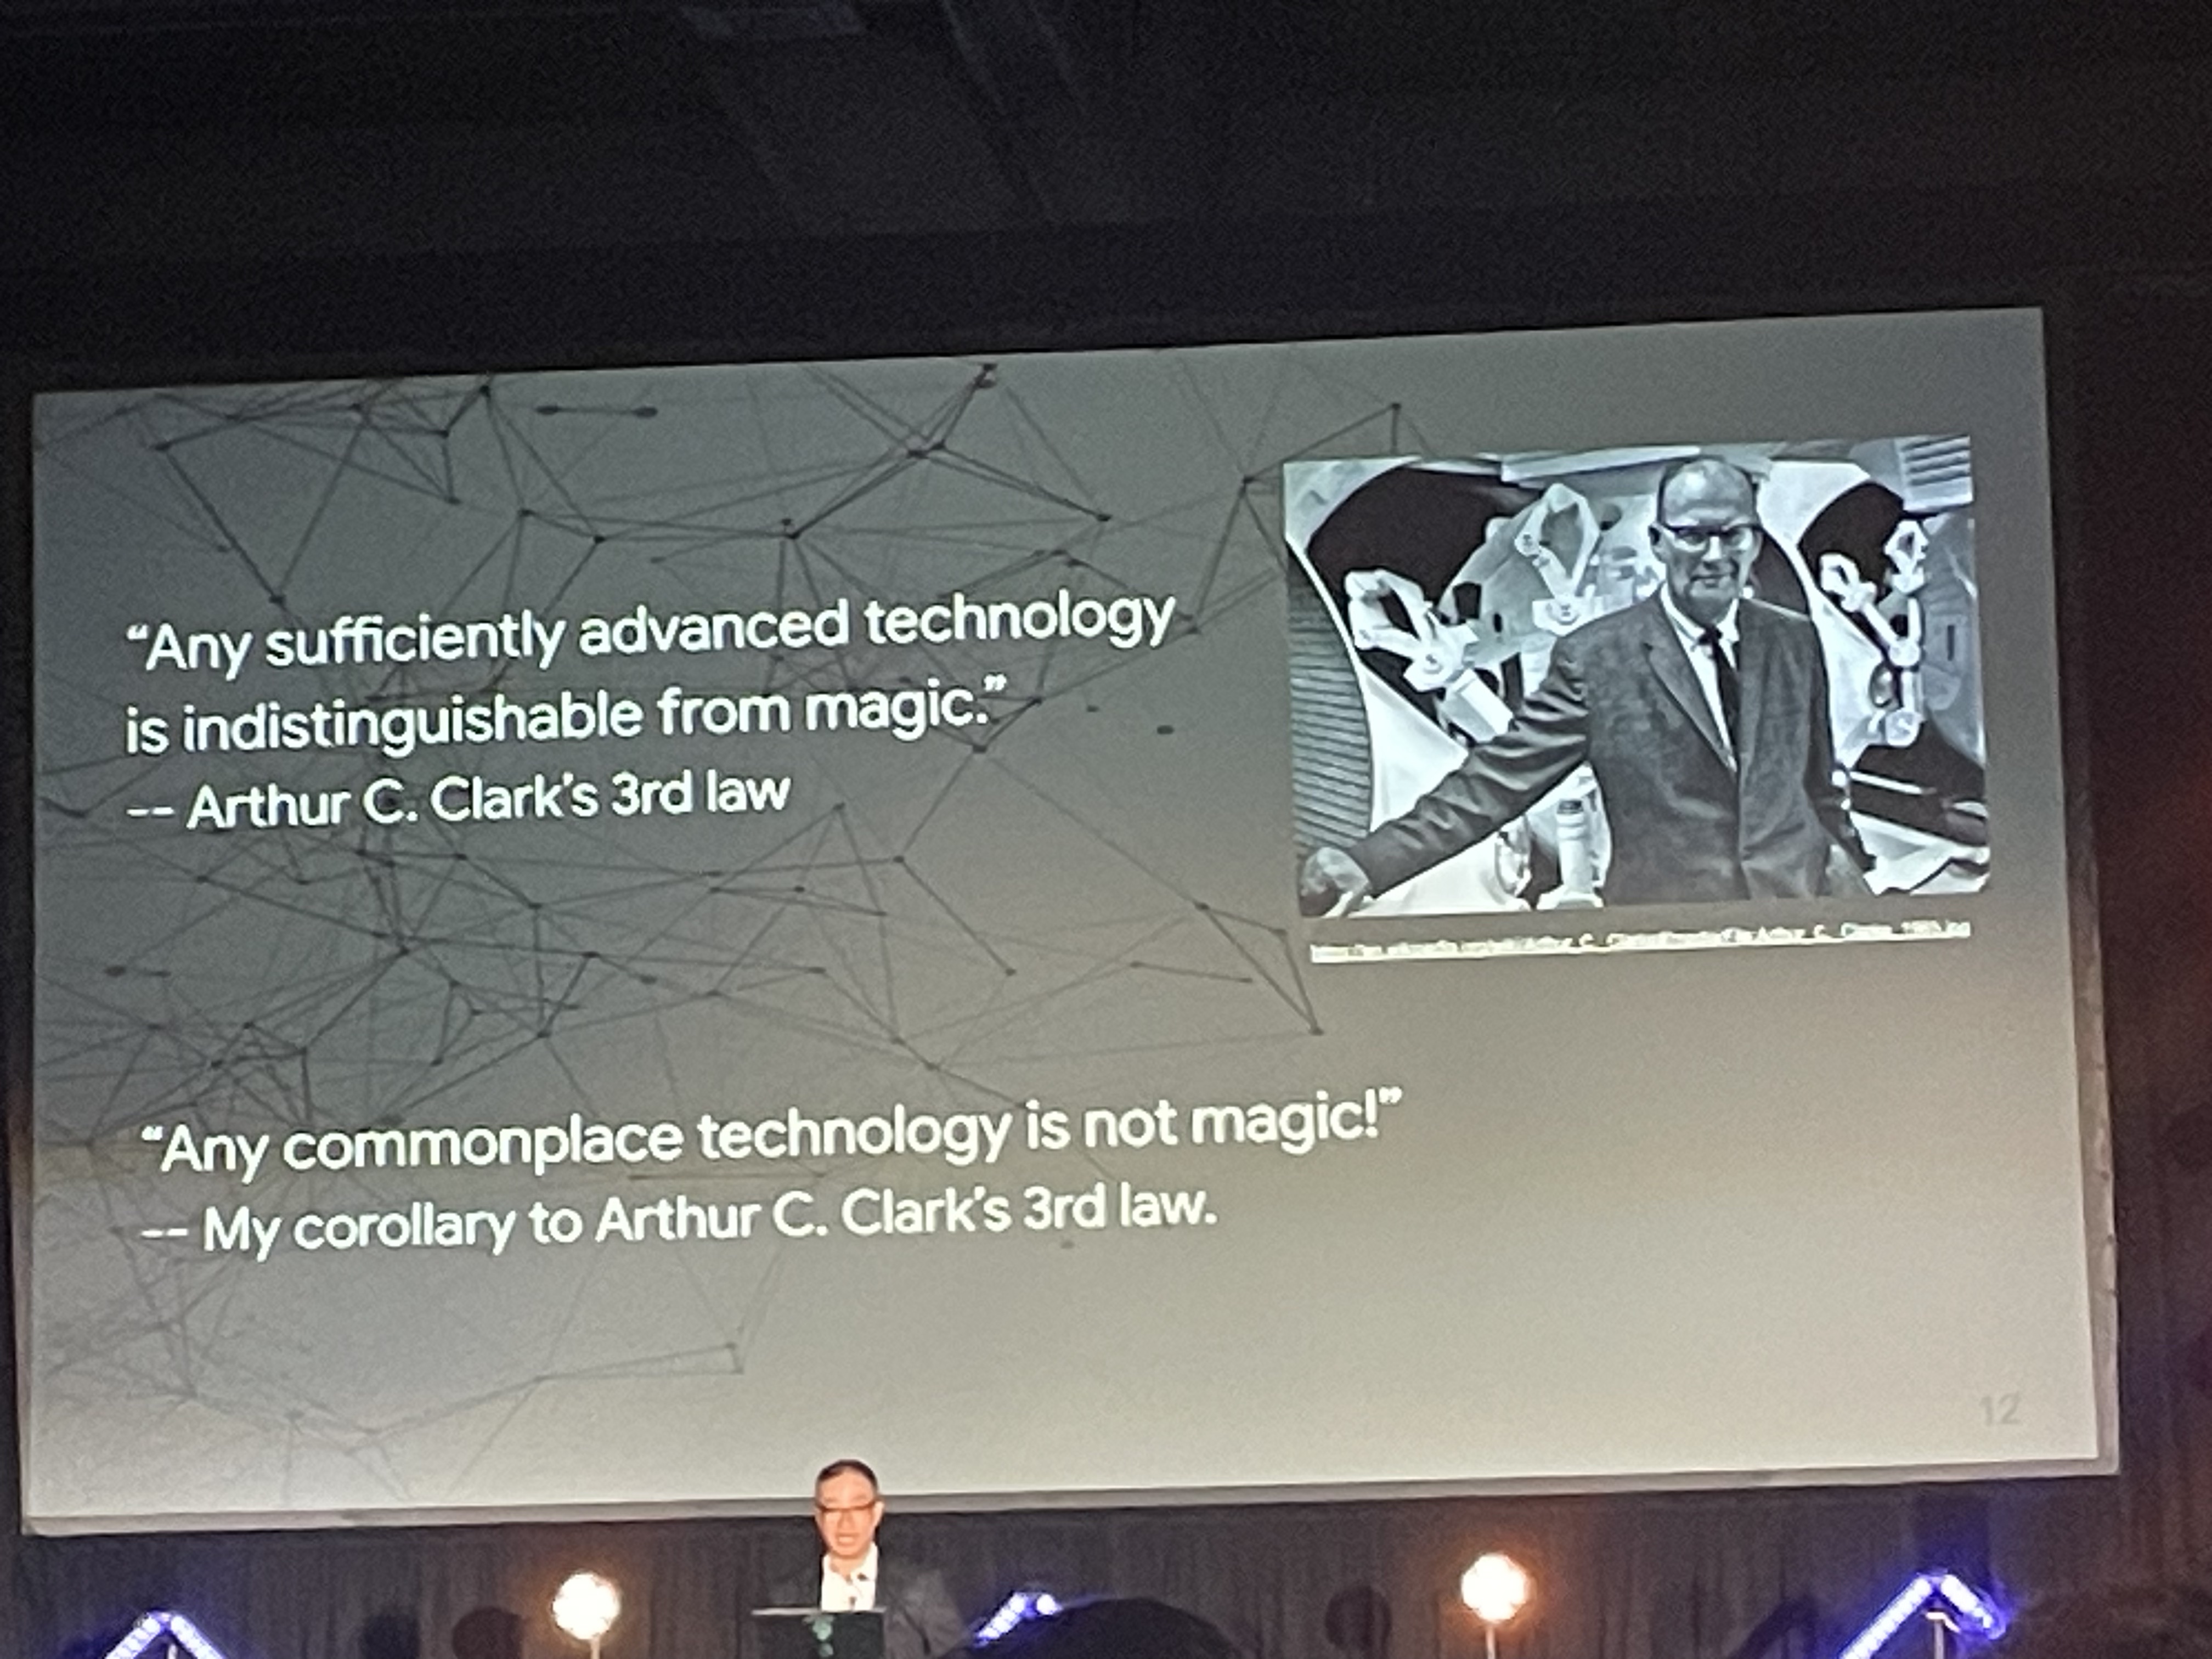 “Any sufficiently advanced technology
is indistinguishable from magic.”
-- Arthur C. Clark’s 3rd law
“Any commonplace technology is not magic!”
-- My corollary to Arthur C. Clark’s 3rd law.
12